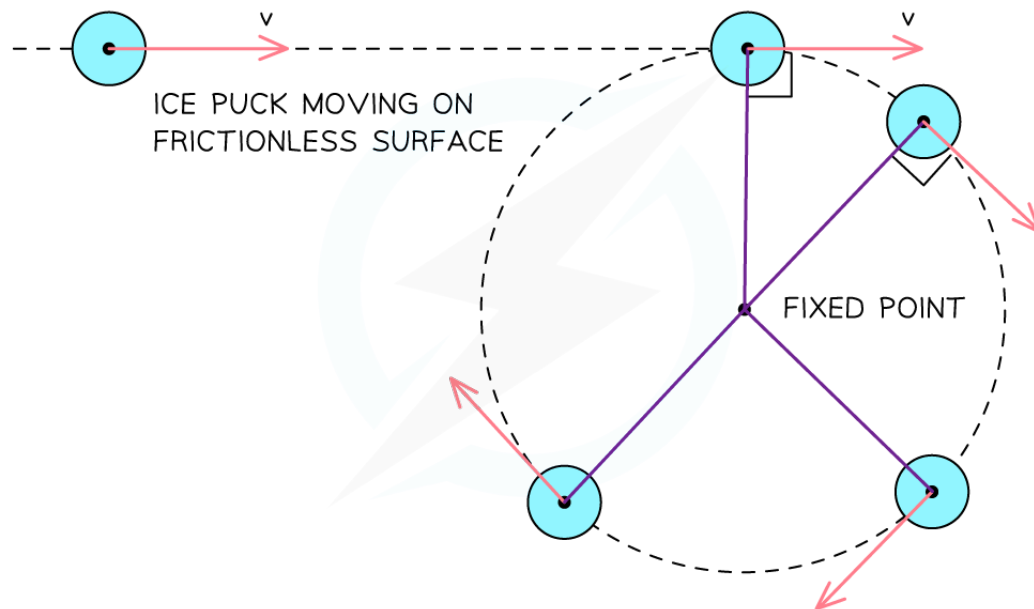 v
v
ICE PUCK MOVING ON
FRICTIONLESS SURFACE
FIXED POINT